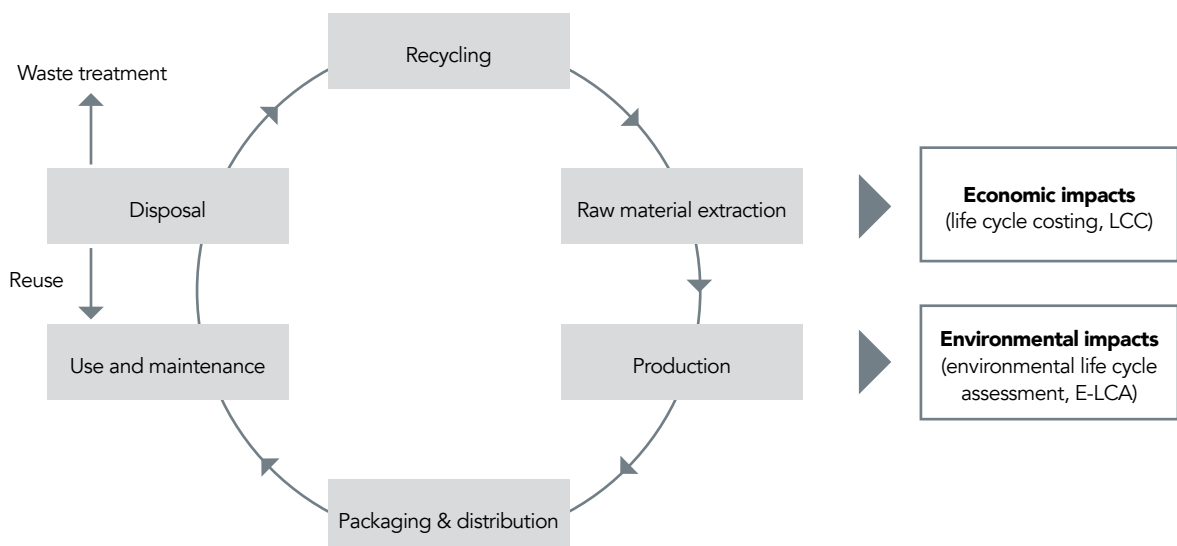 Recycling
Waste treatment
Disposal
Raw material extraction
Economic impacts
(life cycle costing, LCC)
Reuse
Use and maintenance
Production
Environmental impacts
(environmental life cycle
assessment, E-LCA)
Packaging & distribution